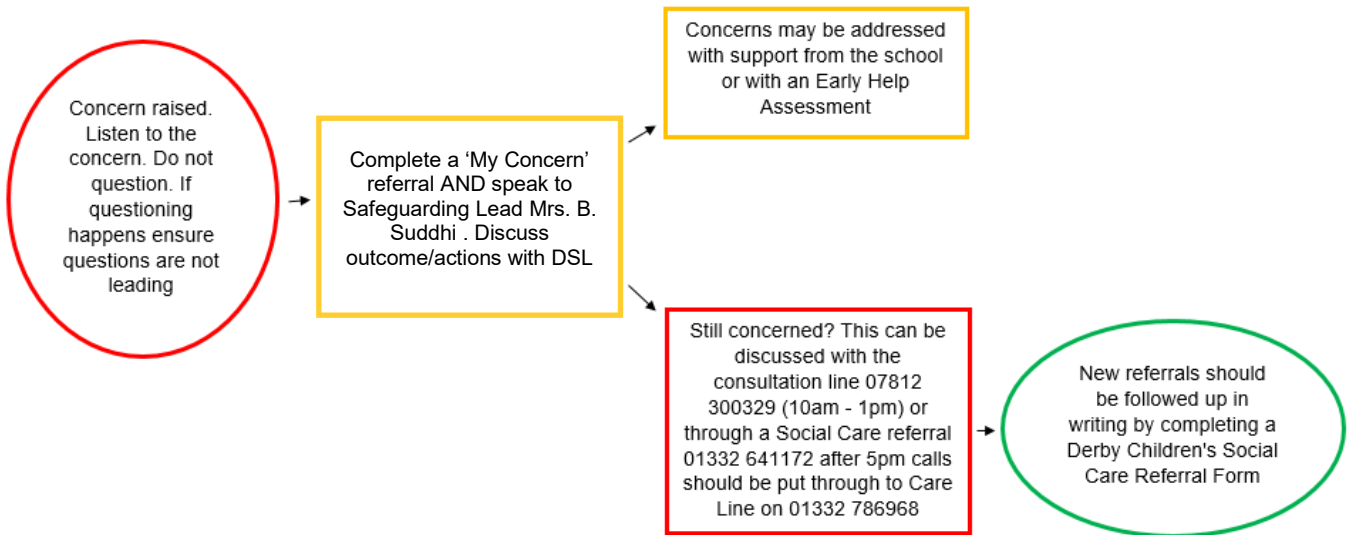 Concern raised.
Listen to the
concern. Do not
question. If
questioning
happens ensure
questions are not
leading
Complete a ‘My Concern’
referral AND speak to
Safeguarding Lead Mrs. B.
Suddhi . Discuss
outcome/actions with DSL
Concerns may be addressed
with support from the school
or with an Early Help
Assessment
Still concerned? This can be
discussed with the
consultation line 07812
300329 (10am - 1pm) or
through a Social Care referral
01332 641172 after 5pm calls
should be put through to Care
Line on 01332 786968
New referrals should
be followed up in
writing by completing a
Derby Children's Social
Care Referral Form